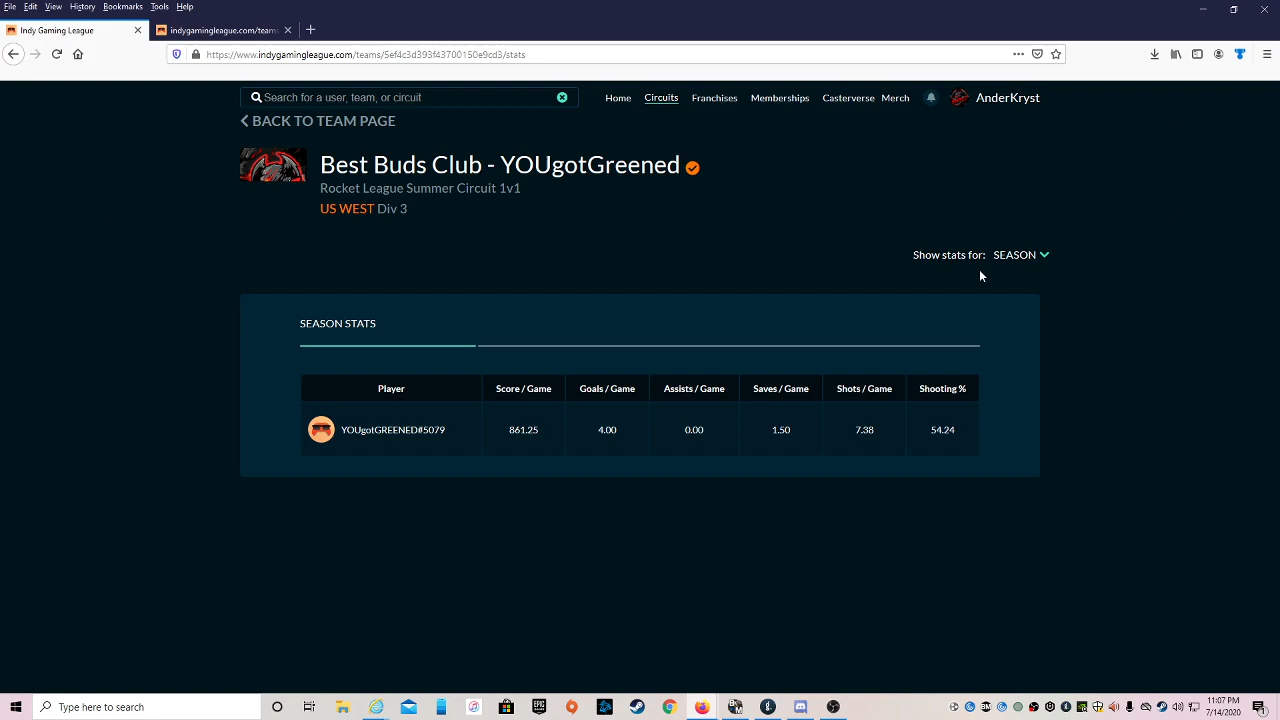 File Edit View History Bookmarks Tools Help
Indy Gaming League
indygamingleague.com/teams
https://www.indygamingleague.com/teams/5ef4c3d393f43700150e9cd3/stats
Search for a user, team, or circuit
Home Circuits Franchises Memberships Casterverse Merch AnderKryst
BACK TO TEAM PAGE
Best Buds Club - YOUgotGreened
Rocket League Summer Circuit 1v1
US WEST Div 3
Show stats for: SEASON
SEASON STATS
Player Score / Game Goals / Game Assists / Game Saves / Game Shots / Game Shooting %
YOUgotGREENED#5079 861.25 4.00 0.00 1.50 7.38 54.24
Type here to search
11:07 PM
7/14/2020